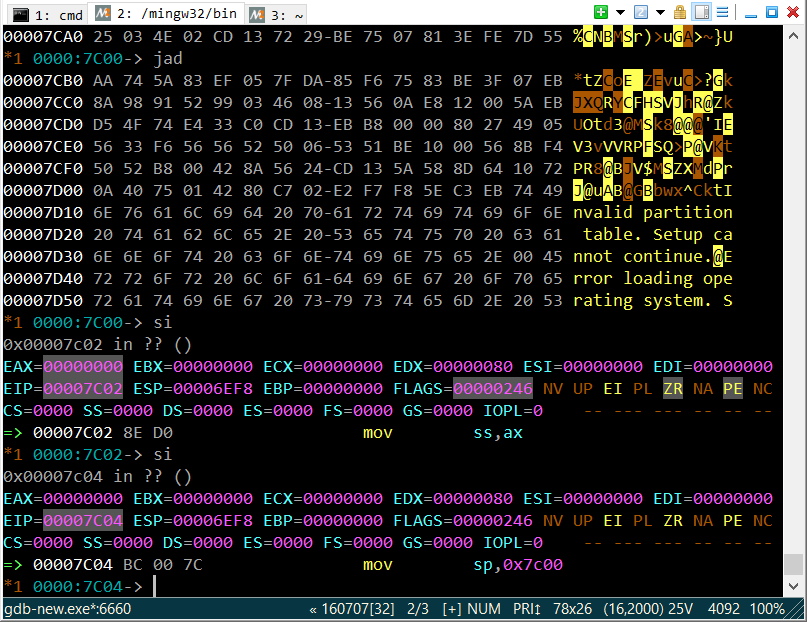 1: cmd 2: /mingw32/bin 3: ~
00007CA0 25 03 4E 02 CD 13 72 29-BE 75 07 81 3E FE 7D 55 %CNBMSr)>uGA>~}U
*1 0000:7C00-> jad
00007CB0 AA 74 5A 83 EF 05 7F DA-85 F6 75 83 BE 3F 07 EB *tZCoE ZEvuC>?Gk
00007CC0 8A 98 91 52 99 03 46 08-13 56 0A E8 12 00 5A EB JXQRYCFHSVJhR@Zk
00007CD0 D5 4F 74 E4 33 C0 CD 13-EB B8 00 00 80 27 49 05 UOtd3@MSk8@@@'IE
00007CE0 56 33 F6 56 56 52 50 06-53 51 BE 10 00 56 8B F4 V3vVVRPFSQ>P@VKt
00007CF0 50 52 B8 00 42 8A 56 24-CD 13 5A 58 8D 64 10 72 PR8@BJV$MSZXMdPr
00007D00 0A 40 75 01 42 80 C7 02-E2 F7 F8 5E C3 EB 74 49 J@uAB@GBbwx^CktI
00007D10 6E 76 61 6C 69 64 20 70-61 72 74 69 74 69 6F 6E nvalid partition
00007D20 20 74 61 62 6C 65 2E 20-53 65 74 75 70 20 63 61 table. Setup ca
00007D30 6E 6E 6F 74 20 63 6F 6E-74 69 6E 75 65 2E 00 45 nnot continue.@E
00007D40 72 72 6F 72 20 6C 6F 61-64 69 6E 67 20 6F 70 65 rror loading ope
00007D50 72 61 74 69 6E 67 20 73-79 73 74 65 6D 2E 20 53 rating system. S
*1 0000:7C00-> si
0x00007c02 in ?? ()
EAX=00000000 EBX=00000000 ECX=00000000 EDX=00000080 ESI=00000000 EDI=00000000
EIP=00007C02 ESP=00006EF8 EBP=00000000 FLAGS=00000246 NV UP EI PL ZR NA PE NC
CS=0000 SS=0000 DS=0000 ES=0000 FS=0000 GS=0000 IOPL=0 -- -- --- -- -- -- --
=> 00007C02 8E D0 mov ss,ax
*1 0000:7C02-> si
0x00007c04 in ?? ()
EAX=00000000 EBX=00000000 ECX=00000000 EDX=00000080 ESI=00000000 EDI=00000000
EIP=00007C04 ESP=00006EF8 EBP=00000000 FLAGS=00000246 NV UP EI PL ZR NA PE NC
CS=0000 SS=0000 DS=0000 ES=0000 FS=0000 GS=0000 IOPL=0 -- -- --- -- -- -- --
=> 00007C04 BC 00 7C mov sp,0x7c00
*1 0000:7C04->
gdb-new.exe*:6660 « 160707[32] 2/3 [+] NUM PRI↕ 78x26 (16,2000) 25V 4092 100%